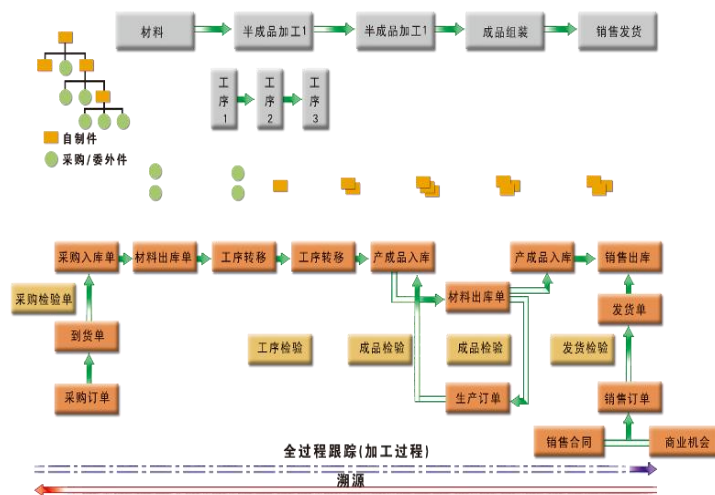 材料
半成品加工1
半成品加工1
成品组装
销售发货
工序1
工序2
工序3
自制件
采购/委外件
采购入库单
材料出库单
工序转移
工序转移
产成品入库
产成品入库
销售出库
采购检验单
材料出库单
发货单
到货单
工序检验
成品检验
成品检验
发货检验
采购订单
生产订单
销售订单
销售合同
商业机会
全过程跟踪(加工过程)
溯源